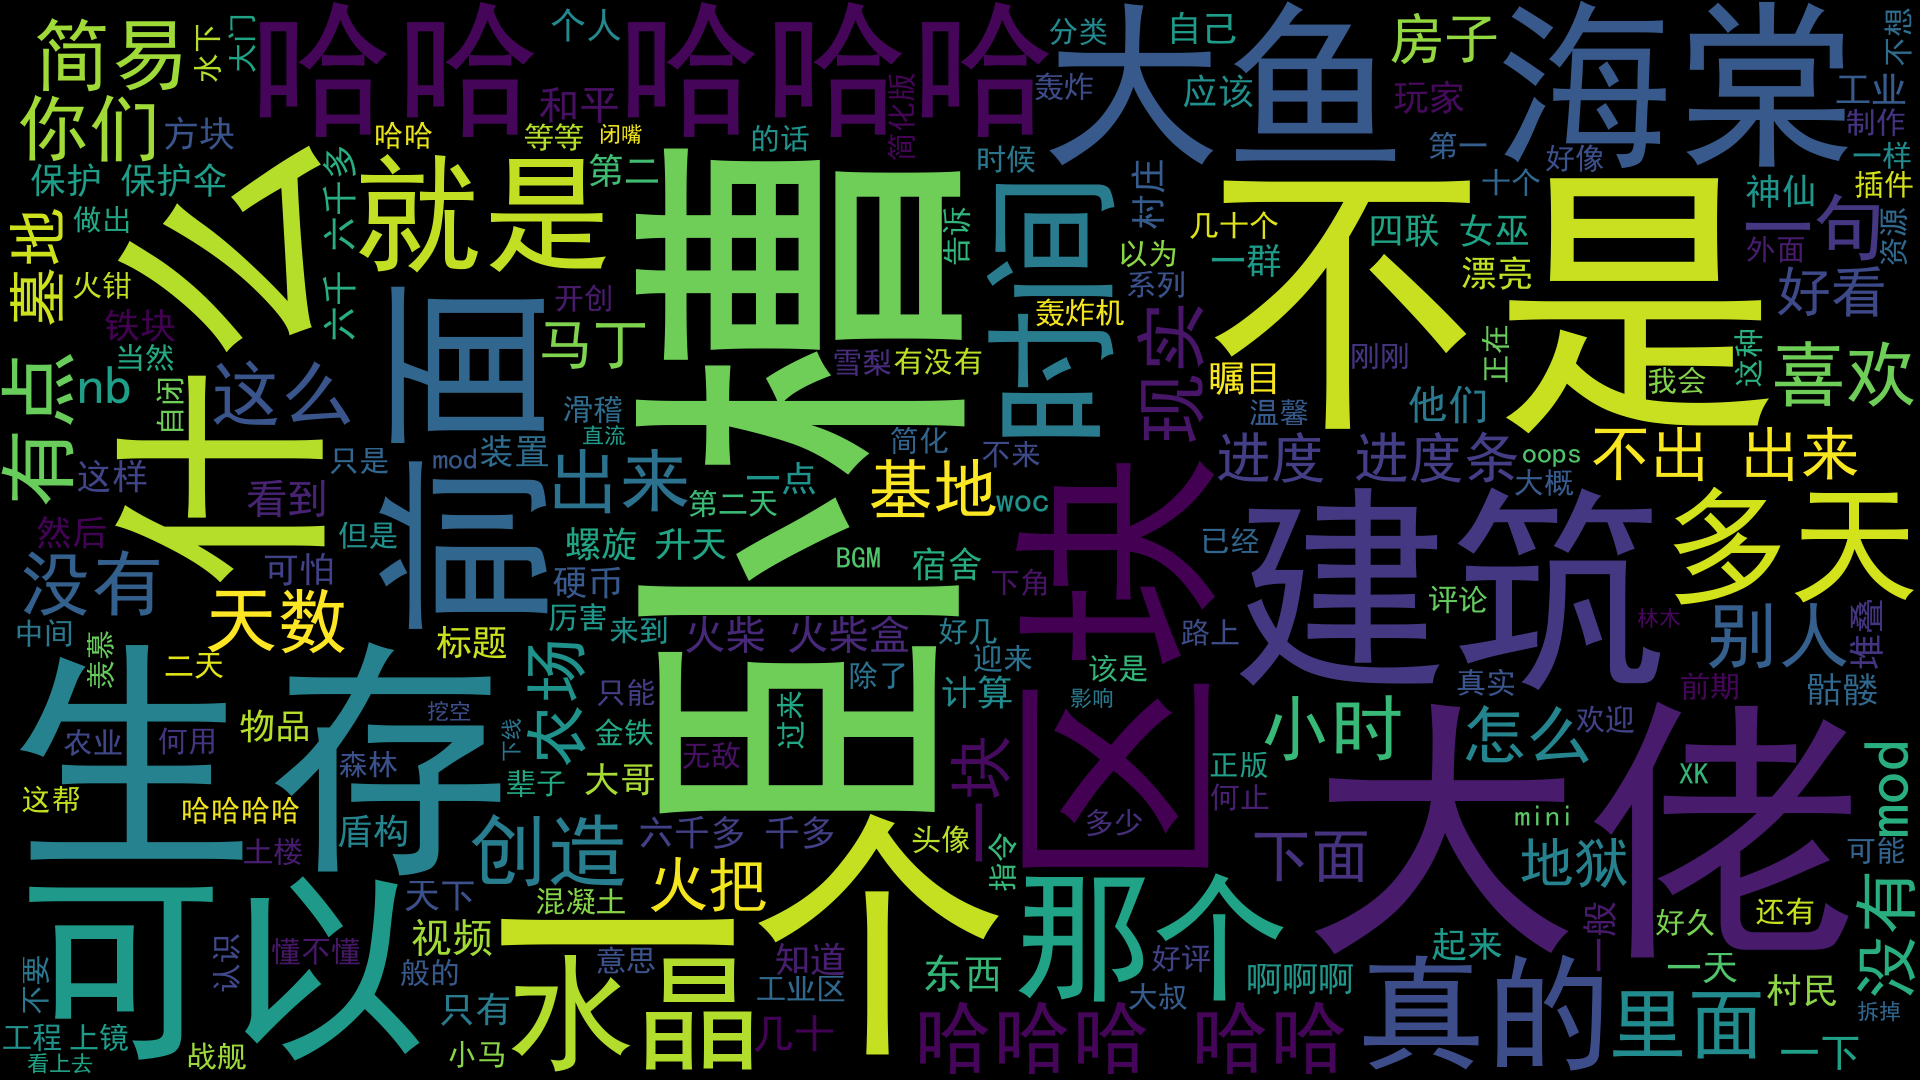 简易
水下
大门
哈哈
哈哈哈
个人
大鱼
海棠
分类
自己
房子
不想
你们
方块
和平
简化版
轰炸
应该
玩家
工业
制作
哈哈
等等
闭嘴
的话
时候
第一
好像
一样
保护
保护伞
六千多
就是
第二
插件
村庄
十个
神仙
什么
不是
时间
一句
墓地
做出
告诉
几十个
四联
女巫
外面
资源
以为
一群
漂亮
好看
火钳
六千
前面
开创
系列
铁块
马丁
轰炸机
现实
正在
当然
雪梨
有没有
刚刚
这种
喜欢
有点
nb
自闭
这么
滑稽
瞩目
我会
温馨
他们
滑稽
直流
简化
不来
进度
进度条
oops
不出
出来
这样
只是
mod
装置
出来
一点
基地
大概
看到
第二天
woc
区块
建筑
多天
然后
但是
螺旋
升天
已经
没有
可怕
硬币
BGM
宿舍
下角
评论
天数
厉害
来到
火柴
火柴盒
好几
路上
林木
堆叠
别人
中间
羡慕
标题
二天
农场
迎来
该是
生存
除了
真实
前期
骷髅
只能
过来
计算
影响
挖空
物品
下线
金铁
小时
怎么
欢迎
农业
何用
无敌
一块
正版
大佬
森林
辈子
大哥
XK
这帮
何止
哈哈哈哈
mini
盾构
创造
六千多
千多
头像
多少
mod
土楼
指令
下面
地狱
可能
可以
天下
混凝土
火把
一个
那个
没有
视频
一般
好久
还有
认识
懂不懂
意思
知道
起来
不要
般的
水晶
东西
好评
啊啊啊
真的
一天
村民
只有
工业区
大叔
里面
拆掉
工程
上镜
几十
哈哈哈
哈哈
一下
看上去
战舰
小马